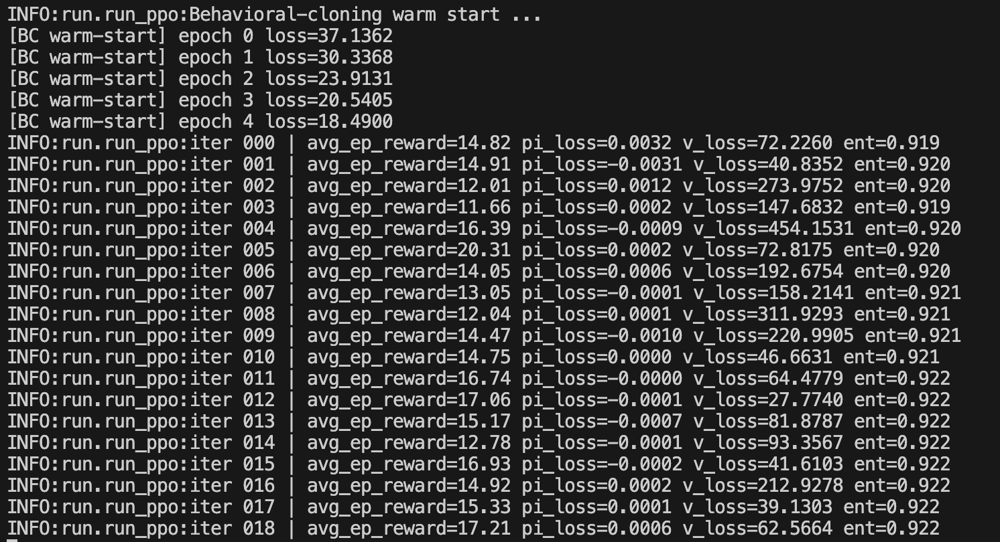 INFO:run.run_ppo:Behavioral-cloning warm start ...
[BC warm-start] epoch 0 loss=37.1362
[BC warm-start] epoch 1 loss=30.3368
[BC warm-start] epoch 2 loss=23.9131
[BC warm-start] epoch 3 loss=20.5405
[BC warm-start] epoch 4 loss=18.4900
INFO:run.run_ppo:iter 000 | avg_ep_reward=14.82 pi_loss=0.0032 v_loss=72.2260 ent=0.919
INFO:run.run_ppo:iter 001 | avg_ep_reward=14.91 pi_loss=-0.0031 v_loss=40.8352 ent=0.920
INFO:run.run_ppo:iter 002 | avg_ep_reward=12.01 pi_loss=0.0012 v_loss=273.9752 ent=0.920
INFO:run.run_ppo:iter 003 | avg_ep_reward=11.66 pi_loss=0.0002 v_loss=147.6832 ent=0.919
INFO:run.run_ppo:iter 004 | avg_ep_reward=16.39 pi_loss=-0.0009 v_loss=454.1531 ent=0.920
INFO:run.run_ppo:iter 005 | avg_ep_reward=20.31 pi_loss=0.0002 v_loss=72.8175 ent=0.920
INFO:run.run_ppo:iter 006 | avg_ep_reward=14.05 pi_loss=0.0006 v_loss=192.6754 ent=0.920
INFO:run.run_ppo:iter 007 | avg_ep_reward=13.05 pi_loss=-0.0001 v_loss=158.2141 ent=0.921
INFO:run.run_ppo:iter 008 | avg_ep_reward=12.04 pi_loss=0.0001 v_loss=311.9293 ent=0.921
INFO:run.run_ppo:iter 009 | avg_ep_reward=14.47 pi_loss=-0.0010 v_loss=220.9905 ent=0.921
INFO:run.run_ppo:iter 010 | avg_ep_reward=14.75 pi_loss=0.0000 v_loss=46.6631 ent=0.921
INFO:run.run_ppo:iter 011 | avg_ep_reward=16.74 pi_loss=-0.0000 v_loss=64.4779 ent=0.922
INFO:run.run_ppo:iter 012 | avg_ep_reward=17.06 pi_loss=-0.0001 v_loss=27.7740 ent=0.922
INFO:run.run_ppo:iter 013 | avg_ep_reward=15.17 pi_loss=-0.0007 v_loss=81.8787 ent=0.922
INFO:run.run_ppo:iter 014 | avg_ep_reward=12.78 pi_loss=-0.0001 v_loss=93.3567 ent=0.922
INFO:run.run_ppo:iter 015 | avg_ep_reward=16.93 pi_loss=-0.0002 v_loss=41.6103 ent=0.922
INFO:run.run_ppo:iter 016 | avg_ep_reward=14.92 pi_loss=0.0002 v_loss=212.9278 ent=0.922
INFO:run.run_ppo:iter 017 | avg_ep_reward=15.33 pi_loss=0.0001 v_loss=39.1303 ent=0.922
INFO:run.run_ppo:iter 018 | avg_ep_reward=17.21 pi_loss=0.0006 v_loss=62.5664 ent=0.922